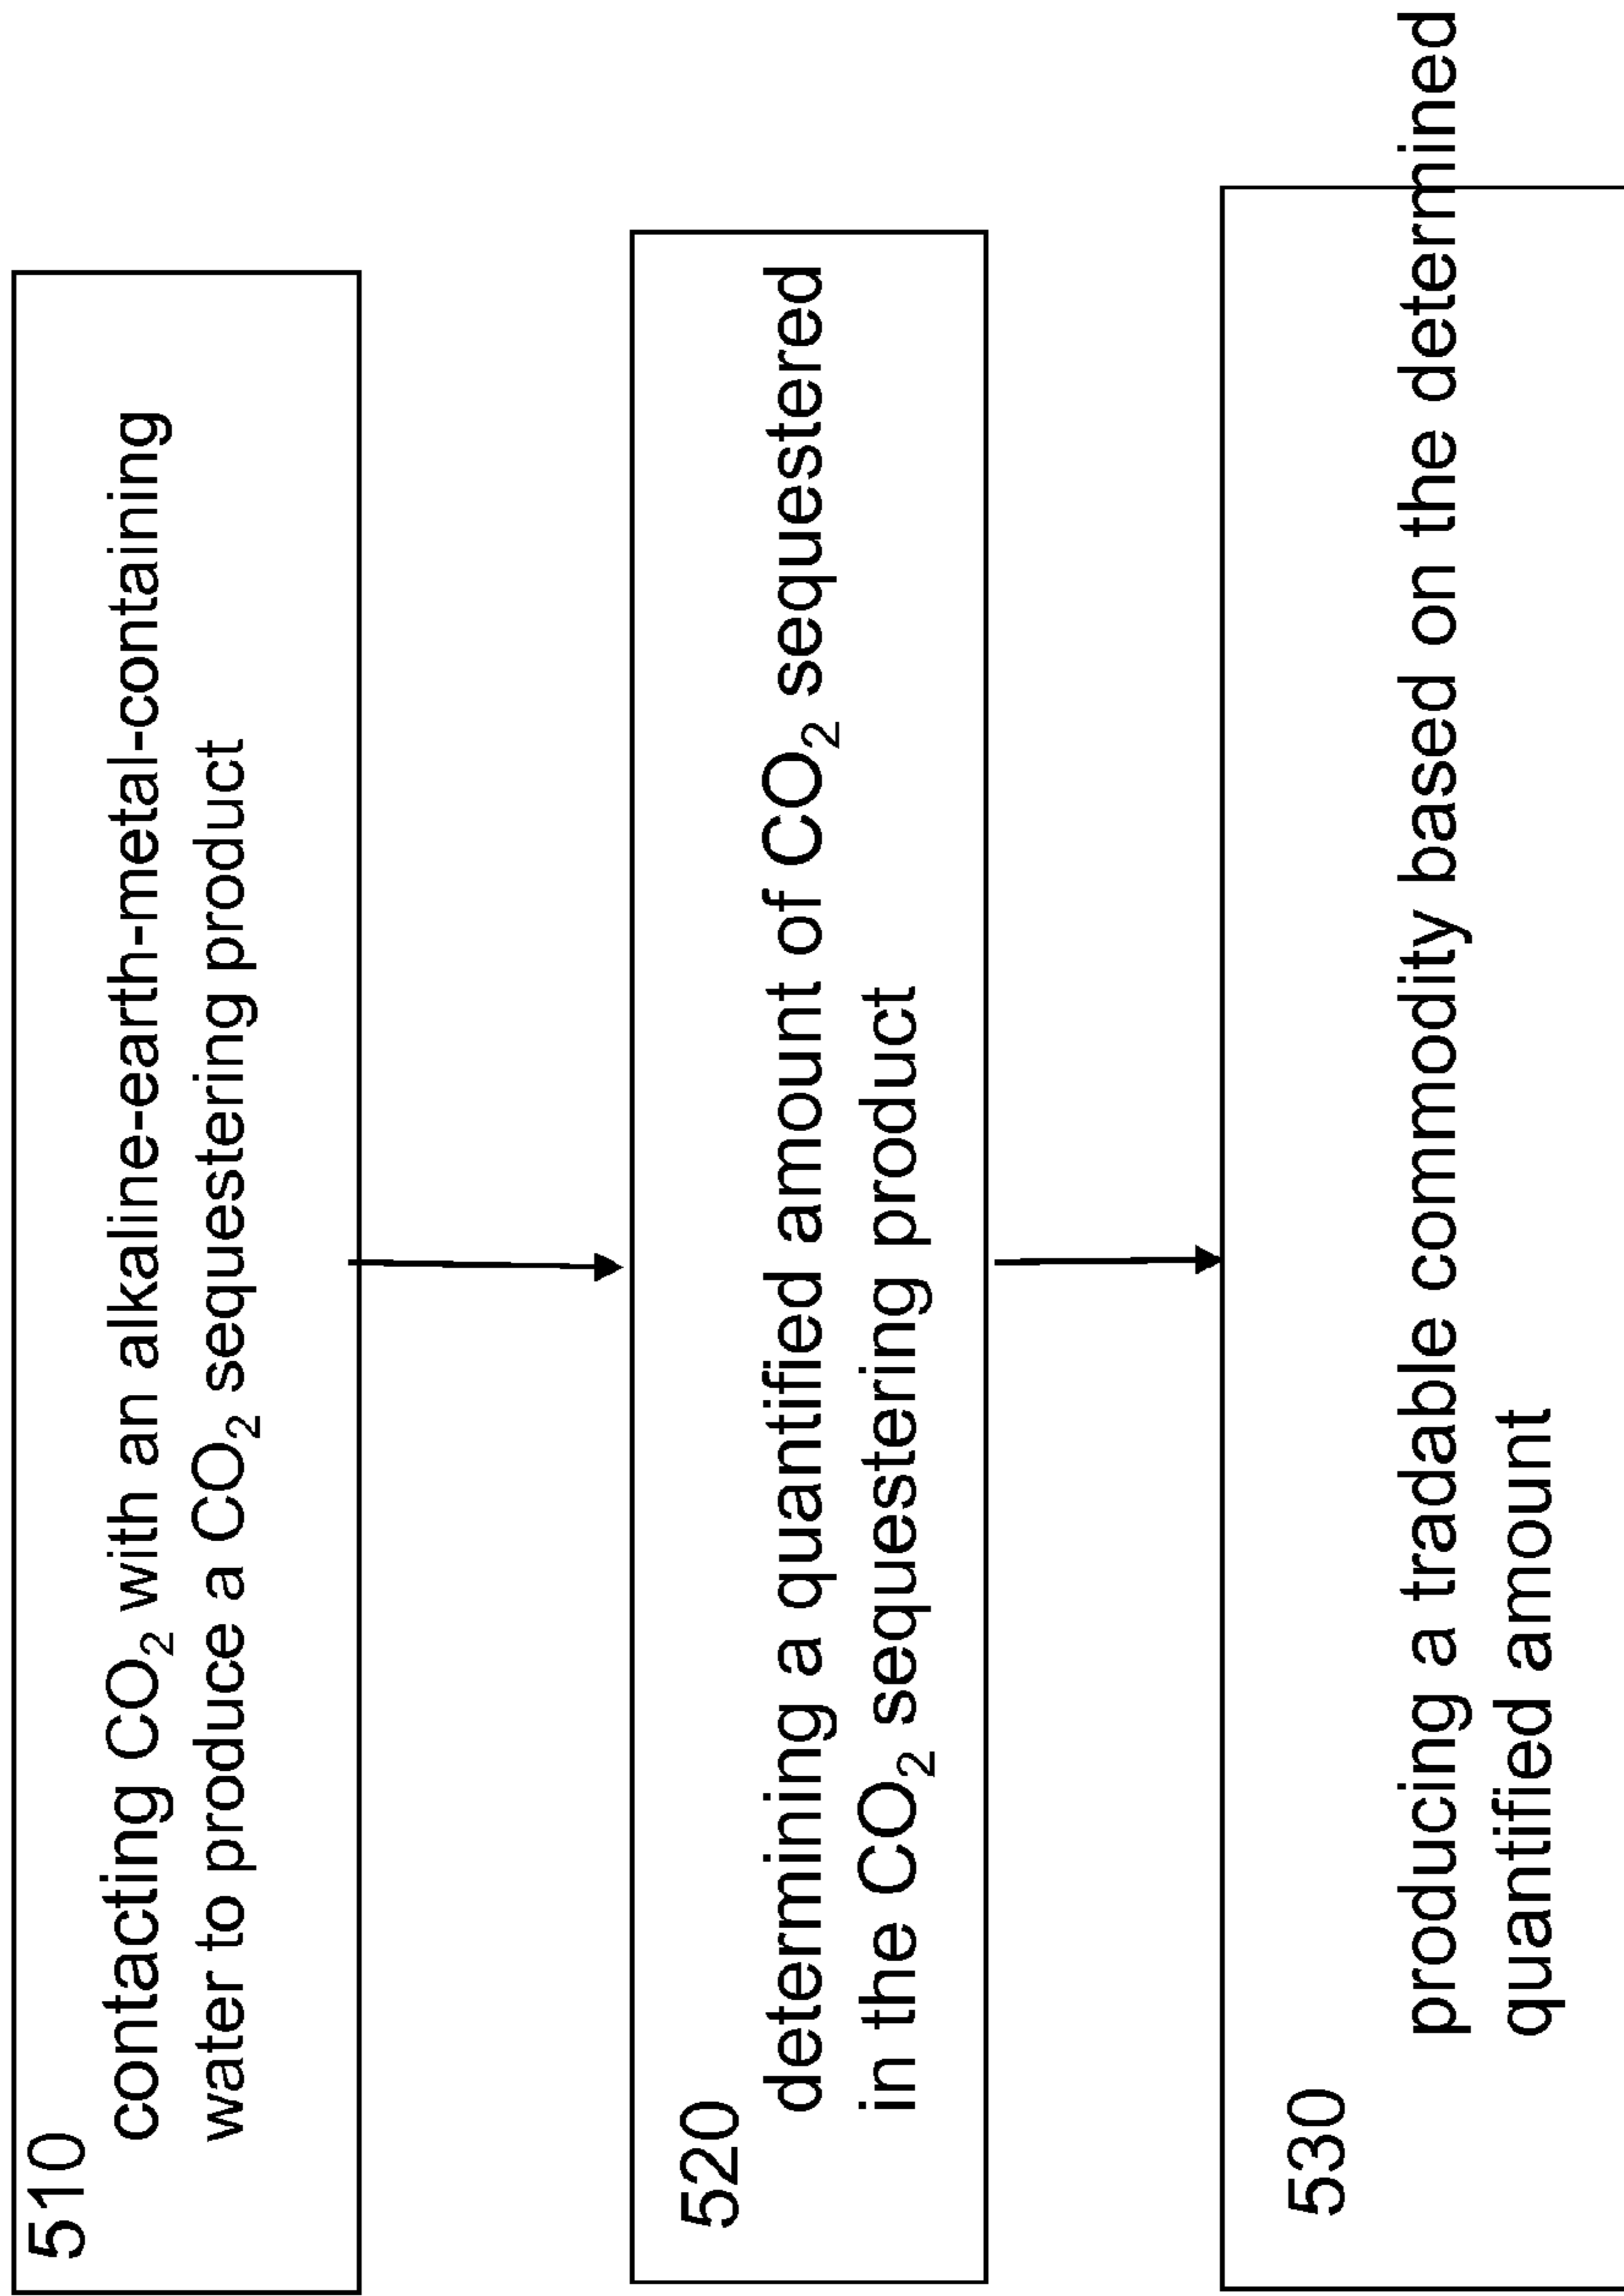 510
contacting CO₂ with an alkaline-earth-metal-containing
water to produce a CO₂ sequestering product
520
determining a quantified amount of CO₂ sequestered
in the CO₂ sequestering product
530
producing a tradable commodity based on the determined
quantified amount